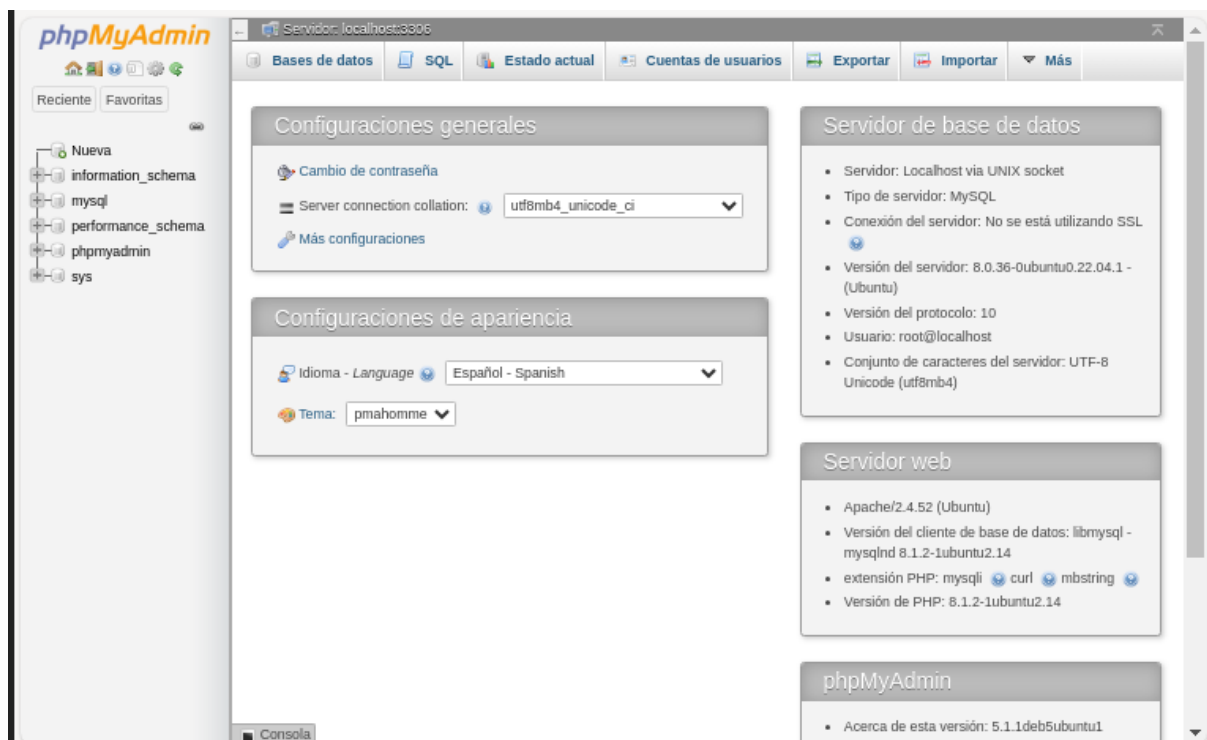 phpMyAdmin
Reciente Favoritas
Nueva
information_schema
mysql
performance_schema
phpmyadmin
sys
Servidor: localhost:3306
Bases de datos SQL Estado actual Cuentas de usuarios Exportar Importar Más
Configuraciones generales
Cambio de contraseña
Server connection collation: utf8mb4_unicode_ci
Más configuraciones
Configuraciones de apariencia
Idioma - Language Español - Spanish
Tema: pmahomme
Servidor de base de datos
Servidor: Localhost via UNIX socket
Tipo de servidor: MySQL
Conexión del servidor: No se está utilizando SSL
Versión del servidor: 8.0.36-0ubuntu0.22.04.1 -
(Ubuntu)
Versión del protocolo: 10
Usuario: root@localhost
Conjunto de caracteres del servidor: UTF-8
Unicode (utf8mb4)
Servidor web
Apache/2.4.52 (Ubuntu)
Versión del cliente de base de datos: libmysql -
mysqlnd 8.1.2-1ubuntu2.14
extensión PHP: mysqli curl mbstring
Versión de PHP: 8.1.2-1ubuntu2.14
phpMyAdmin
Acerca de esta versión: 5.1.1deb5ubuntu1
Consola